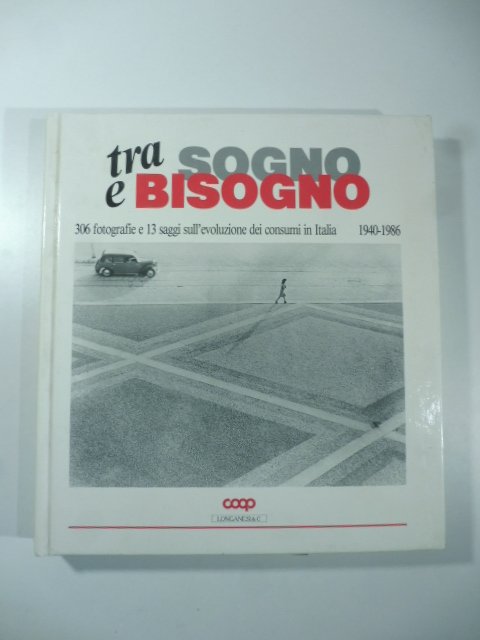 tra SOGNO
e BISOGNO
306 fotografie e 13 saggi sull'evoluzione dei consumi in Italia 1940-1986
coop
LONGANESI & C